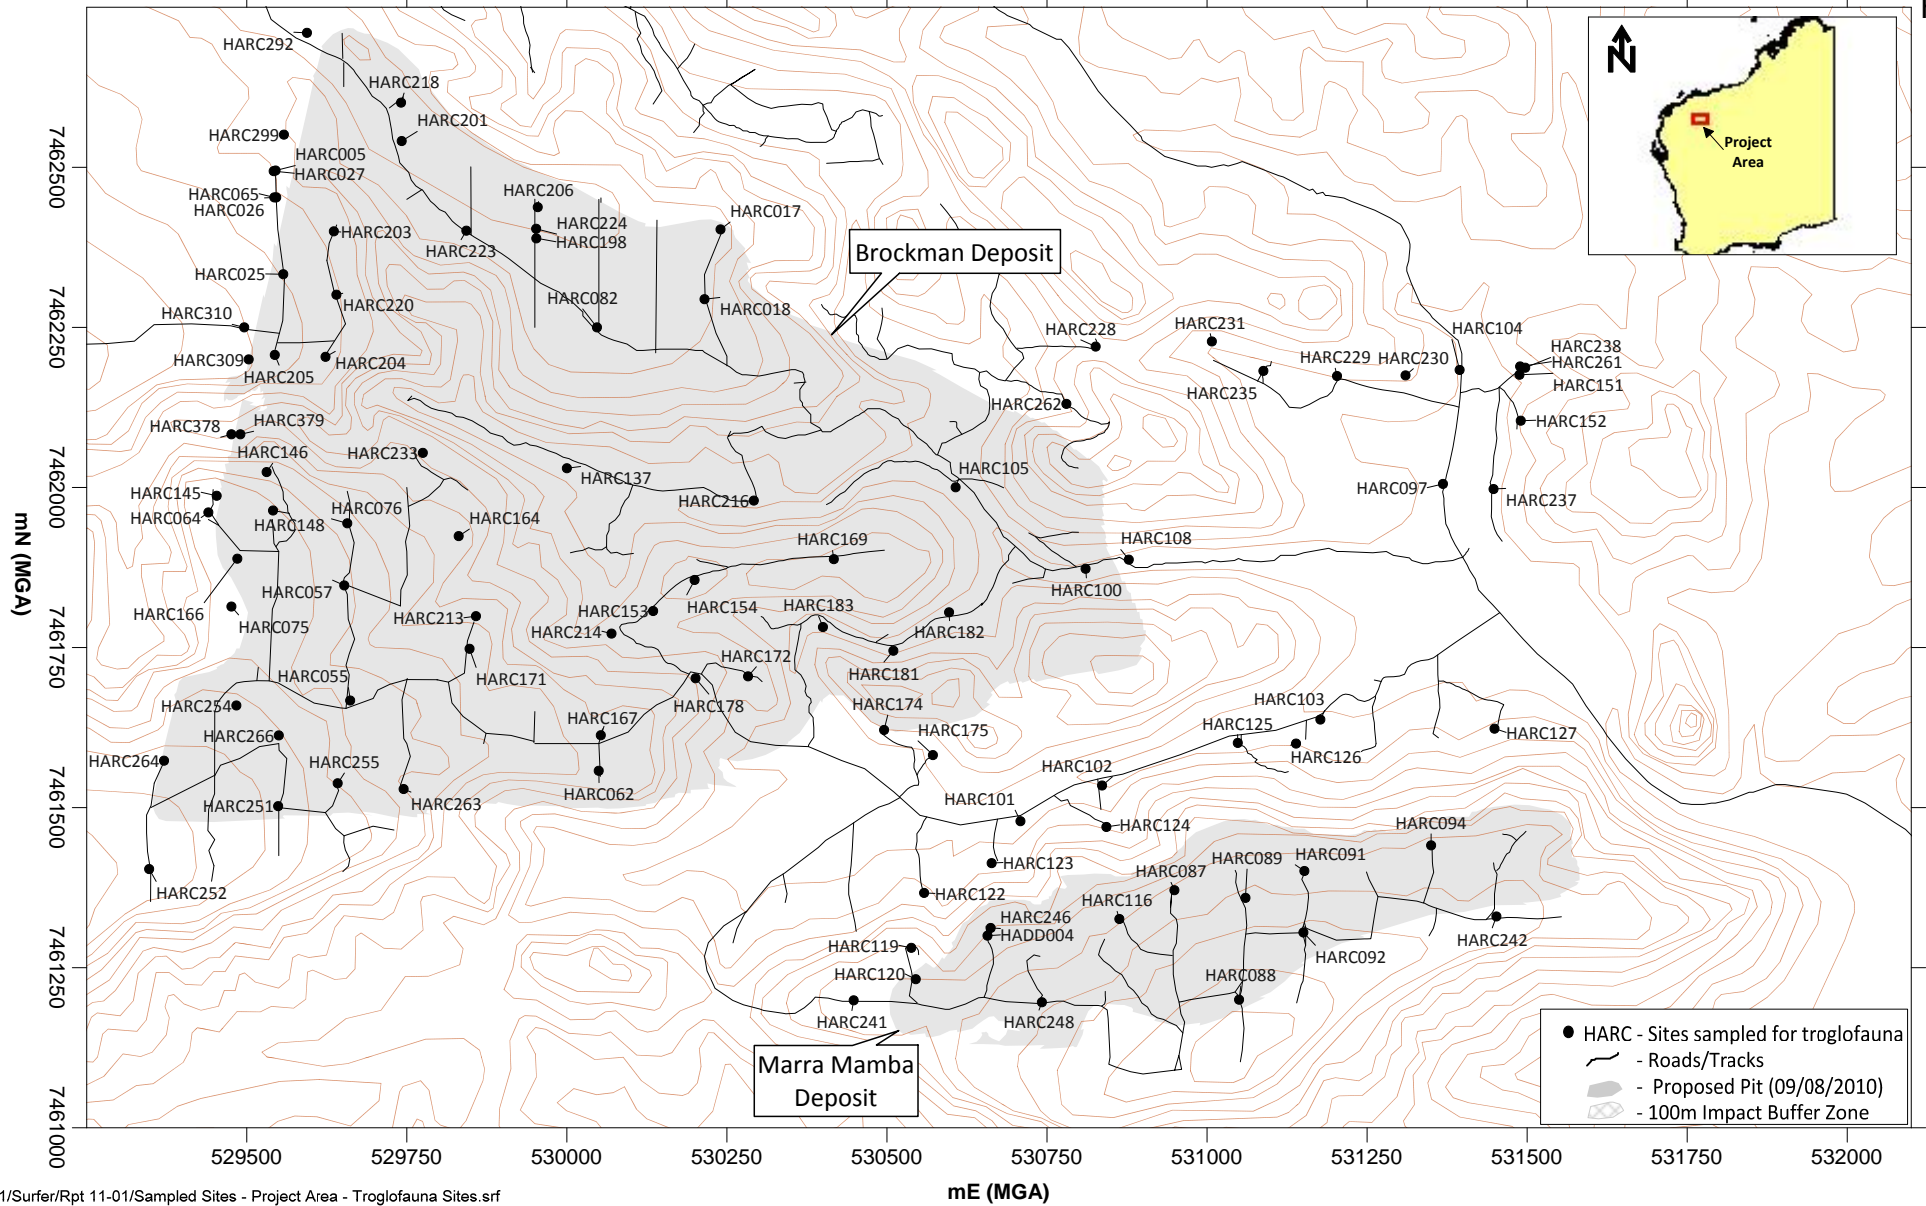 HARC292
HARC218
HARC201
HARC299
HARC005
HARC027
HARC065
HARC026
HARC206
HARC224
HARC198
HARC203
HARC223
HARC017
HARC025
HARC220
HARC082
HARC018
HARC310
HARC309
HARC205
HARC204
Brockman Deposit
HARC228
HARC231
HARC104
HARC238
HARC261
HARC151
HARC235
HARC229
HARC230
HARC262
HARC152
HARC378
HARC379
HARC146
HARC233
HARC137
HARC216
HARC105
HARC097
HARC237
HARC145
HARC064
HARC148
HARC076
HARC164
HARC169
HARC108
HARC100
HARC057
HARC166
HARC075
HARC213
HARC153
HARC154
HARC214
HARC183
HARC182
HARC055
HARC171
HARC172
HARC178
HARC181
HARC254
HARC266
HARC264
HARC255
HARC251
HARC263
HARC167
HARC062
HARC174
HARC175
HARC103
HARC125
HARC126
HARC127
HARC102
HARC101
HARC124
HARC252
HARC123
HARC122
HARC094
HARC089
HARC091
HARC087
HARC116
HARC246
HADD004
HARC119
HARC120
HARC241
HARC248
HARC088
HARC092
HARC242
Marra Mamba
Deposit
N
Project
Area
HARC - Sites sampled for troglofauna
- Roads/Tracks
- Proposed Pit (09/08/2010)
- 100m Impact Buffer Zone
7462500
7462250
7462000
7461750
7461500
7461250
7461000
mN (MGA)
529500 529750 530000 530250 530500 530750 531000 531250 531500 531750 532000
mE (MGA)
1/Surfer/Rpt 11-01/Sampled Sites - Project Area - Troglofauna Sites.srf